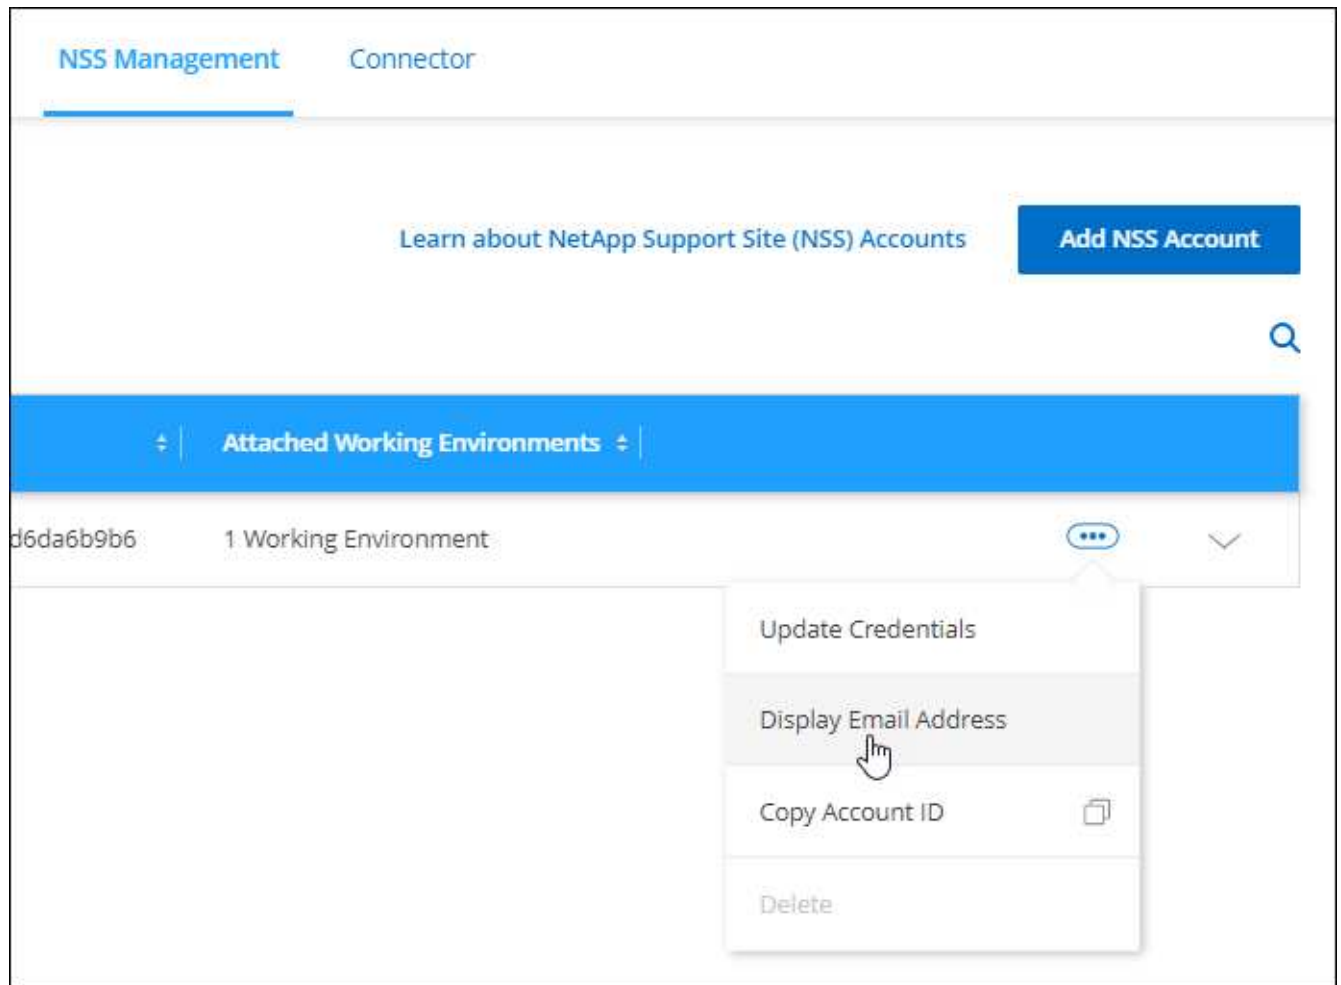 NSS Management Connector
Learn about NetApp Support Site (NSS) Accounts Add NSS Account
Attached Working Environments
d6da6b9b6 1 Working Environment
Update Credentials
Display Email Address
Copy Account ID
Delete